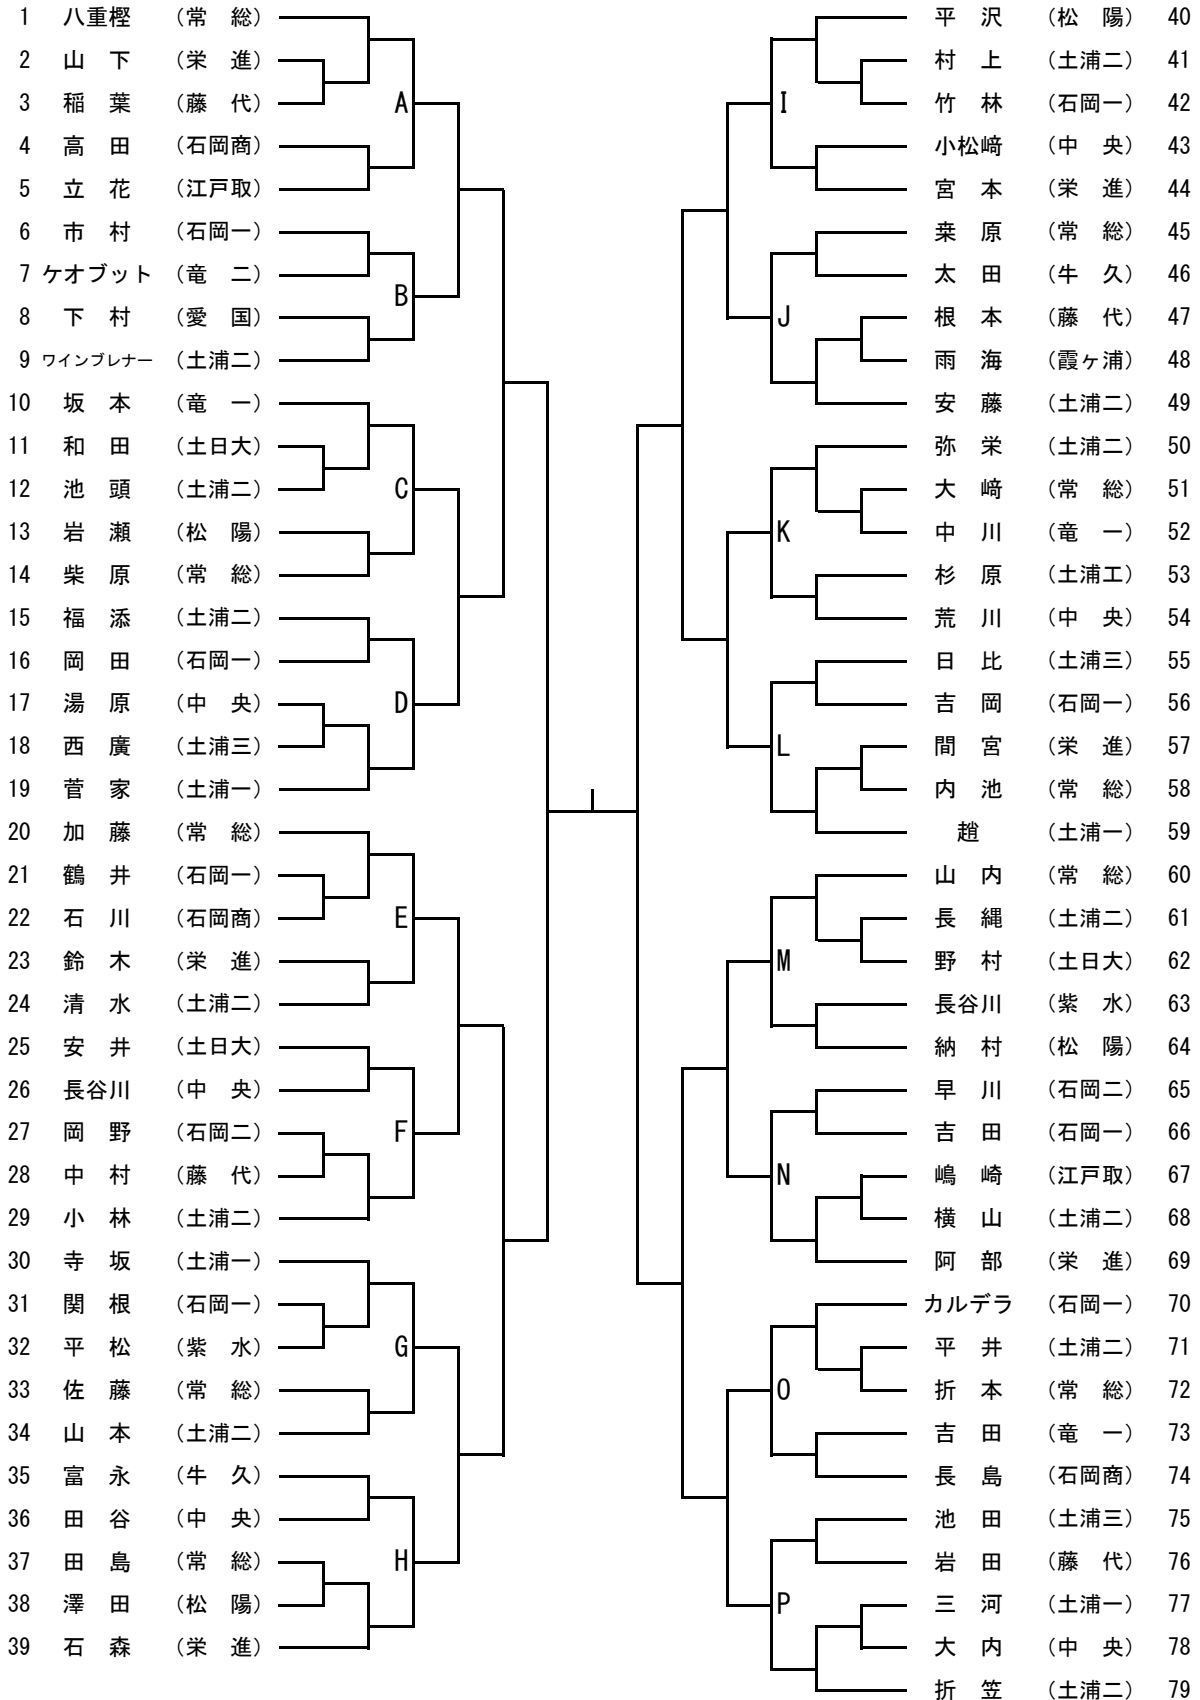 1 八重樫 （常 総）
2 山 下 （栄 進）
3 稲 葉 （藤 代）
A
4 高 田 （石岡商）
5 立 花 （江戸取）
6 市 村 （石岡一）
7 ケオブット （竜 二）
B
8 下 村 （愛 国）
9 ワインブレナー （土浦二）
10 坂 本 （竜 一）
11 和 田 （土日大）
12 池 頭 （土浦二）
C
13 岩 瀬 （松 陽）
14 柴 原 （常 総）
15 福 添 （土浦二）
16 岡 田 （石岡一）
17 湯 原 （中 央）
D
18 西 廣 （土浦三）
19 菅 家 （土浦一）
20 加 藤 （常 総）
21 鶴 井 （石岡一）
22 石 川 （石岡商）
E
23 鈴 木 （栄 進）
24 清 水 （土浦二）
25 安 井 （土日大）
26 長谷川 （中 央）
27 岡 野 （石岡二）
F
28 中 村 （藤 代）
29 小 林 （土浦二）
30 寺 坂 （土浦一）
31 関 根 （石岡一）
32 平 松 （紫 水）
G
33 佐 藤 （常 総）
34 山 本 （土浦二）
35 富 永 （牛 久）
36 田 谷 （中 央）
37 田 島 （常 総）
H
38 澤 田 （松 陽）
39 石 森 （栄 進）
平 沢 （松 陽） 40
村 上 （土浦二） 41
I
竹 林 （石岡一） 42
小松﨑 （中 央） 43
宮 本 （栄 進） 44
桒 原 （常 総） 45
太 田 （牛 久） 46
J
根 本 （藤 代） 47
雨 海 （霞ヶ浦） 48
安 藤 （土浦二） 49
弥 栄 （土浦二） 50
大 﨑 （常 総） 51
K
中 川 （竜 一） 52
杉 原 （土浦工） 53
荒 川 （中 央） 54
日 比 （土浦三） 55
吉 岡 （石岡一） 56
L
間 宮 （栄 進） 57
内 池 （常 総） 58
趙 （土浦一） 59
山 内 （常 総） 60
長 縄 （土浦二） 61
M
野 村 （土日大） 62
長谷川 （紫 水） 63
納 村 （松 陽） 64
早 川 （石岡二） 65
吉 田 （石岡一） 66
N
嶋 崎 （江戸取） 67
横 山 （土浦二） 68
阿 部 （栄 進） 69
カルデラ （石岡一） 70
平 井 （土浦二） 71
O
折 本 （常 総） 72
吉 田 （竜 一） 73
長 島 （石岡商） 74
池 田 （土浦三） 75
岩 田 （藤 代） 76
P
三 河 （土浦一） 77
大 内 （中 央） 78
折 笠 （土浦二） 79